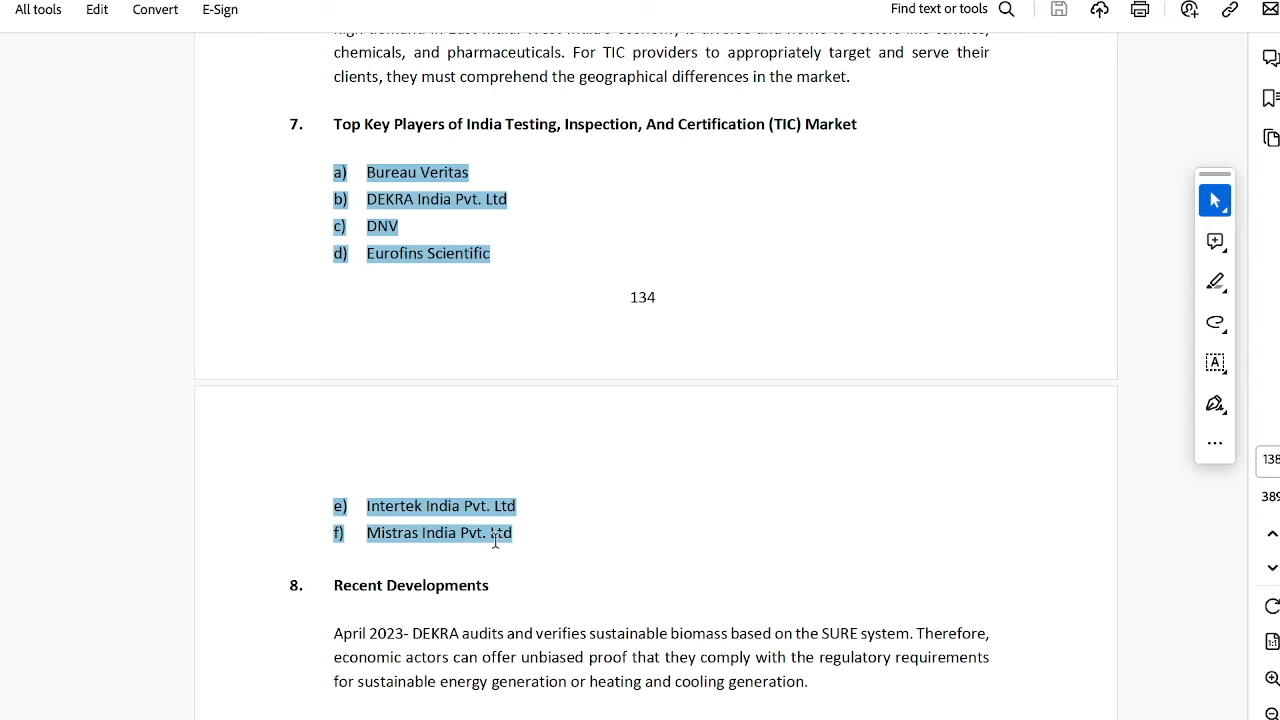 All tools Edit Convert E-Sign Find text or tools
chemicals, and pharmaceuticals. For TIC providers to appropriately target and serve their
clients, they must comprehend the geographical differences in the market.
7. Top Key Players of India Testing, Inspection, And Certification (TIC) Market
a) Bureau Veritas
b) DEKRA India Pvt. Ltd
c) DNV
d) Eurofins Scientific
134
e) Intertek India Pvt. Ltd
f) Mistras India Pvt. Ltd
8. Recent Developments
April 2023- DEKRA audits and verifies sustainable biomass based on the SURE system. Therefore,
economic actors can offer unbiased proof that they comply with the regulatory requirements
for sustainable energy generation or heating and cooling generation.
138
389